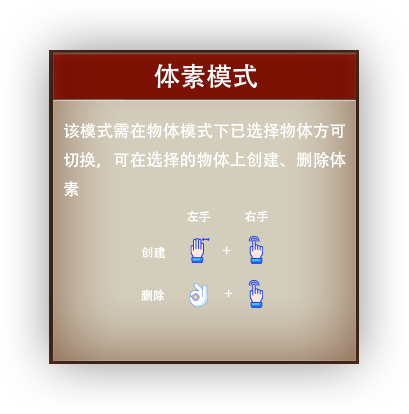 体素模式
该模式需在物体模式下已选择物体方可
切换，可在选择的物体上创建、删除体
素
左手 右手
创建 +
删除 +